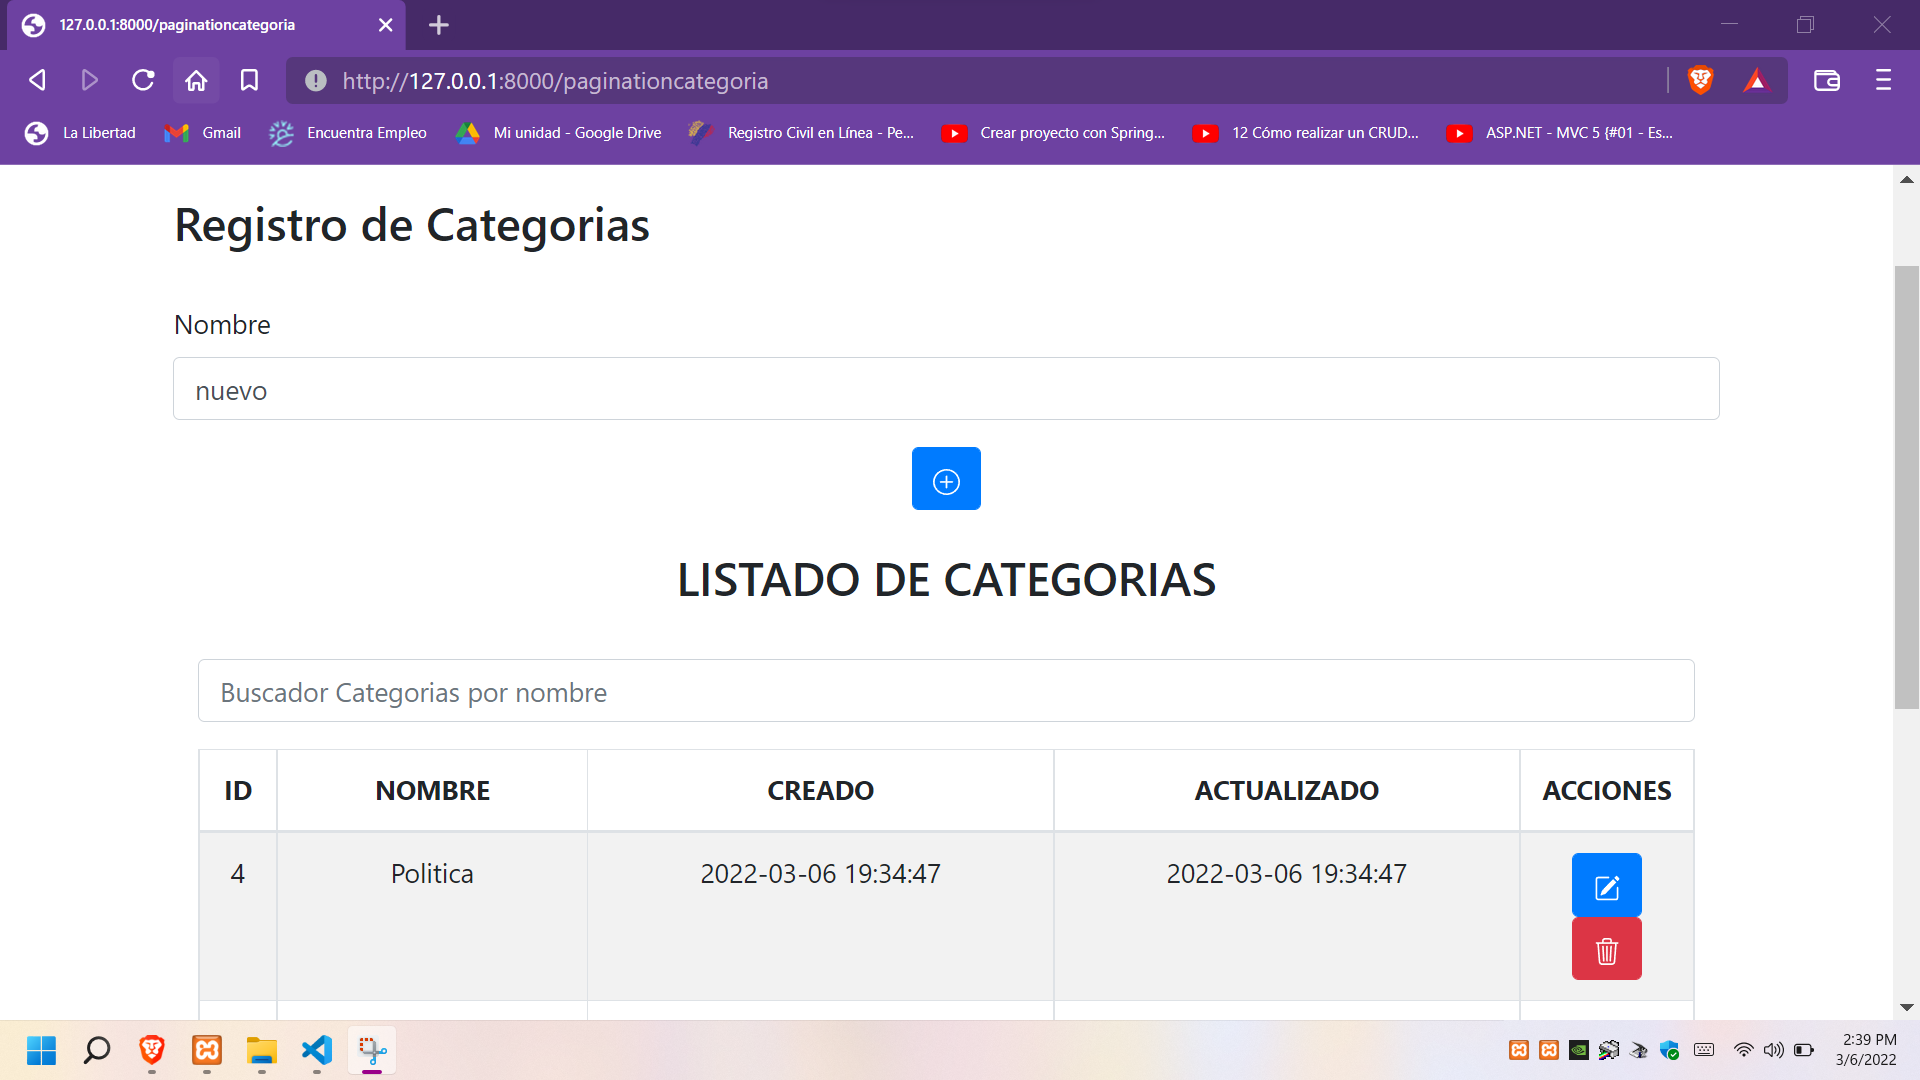 127.0.0.1:8000/paginationcategoria
http://127.0.0.1:8000/paginationcategoria
La Libertad
Gmail
Encuentra Empleo
Mi unidad - Google Drive
Registro Civil en Línea - Pe...
Crear proyecto con Spring...
12 Cómo realizar un CRUD...
ASP.NET - MVC 5 {#01 - Es...
Registro de Categorias
Nombre
nuevo
LISTADO DE CATEGORIAS
Buscador Categorias por nombre
ID NOMBRE CREADO ACTUALIZADO ACCIONES
4 Politica 2022-03-06 19:34:47 2022-03-06 19:34:47
2:39 PM
3/6/2022